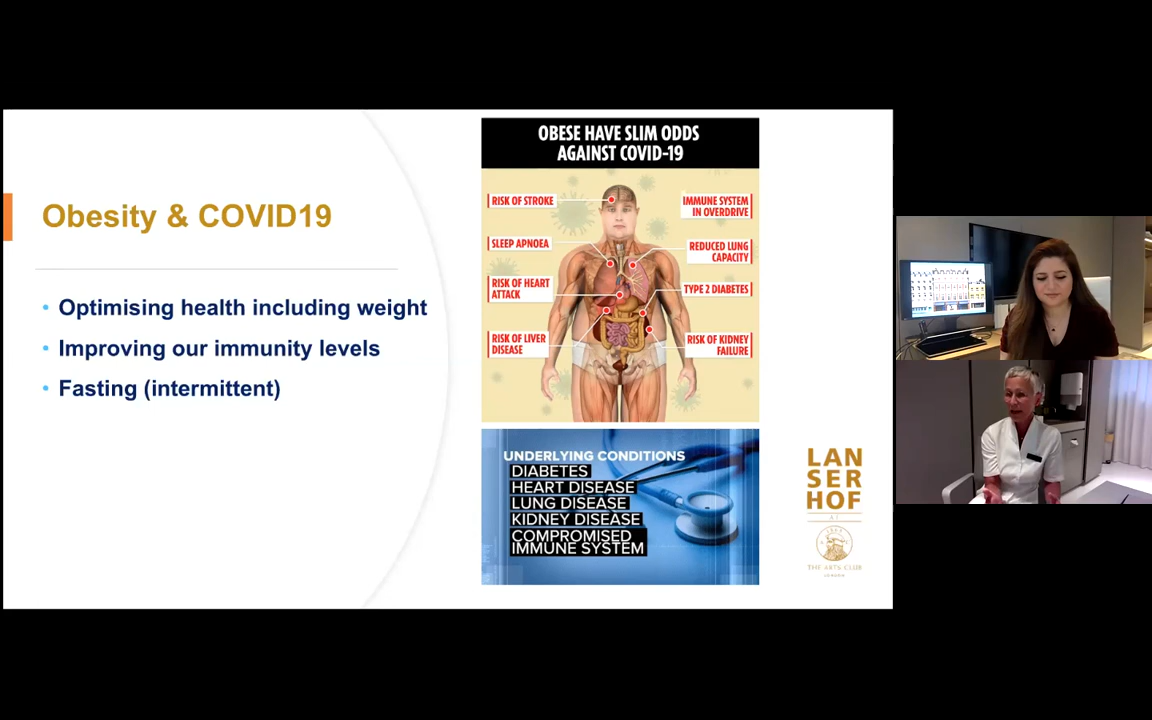 Obesity & COVID19
• Optimising health including weight
• Improving our immunity levels
• Fasting (intermittent)
OBESE HAVE SLIM ODDS
AGAINST COVID-19
RISK OF STROKE
SLEEP APNOEA
RISK OF HEART
ATTACK
RISK OF LIVER
DISEASE
IMMUNE SYSTEM
IN OVERDRIVE
REDUCED LUNG
CAPACITY
TYPE 2 DIABETES
RISK OF KIDNEY
FAILURE
UNDERLYING CONDITIONS
DIABETES
HEART DISEASE
LUNG DISEASE
KIDNEY DISEASE
COMPROMISED
IMMUNE SYSTEM
LAN
SER
HOF
AT
THE ARTS CLUB
LONDON